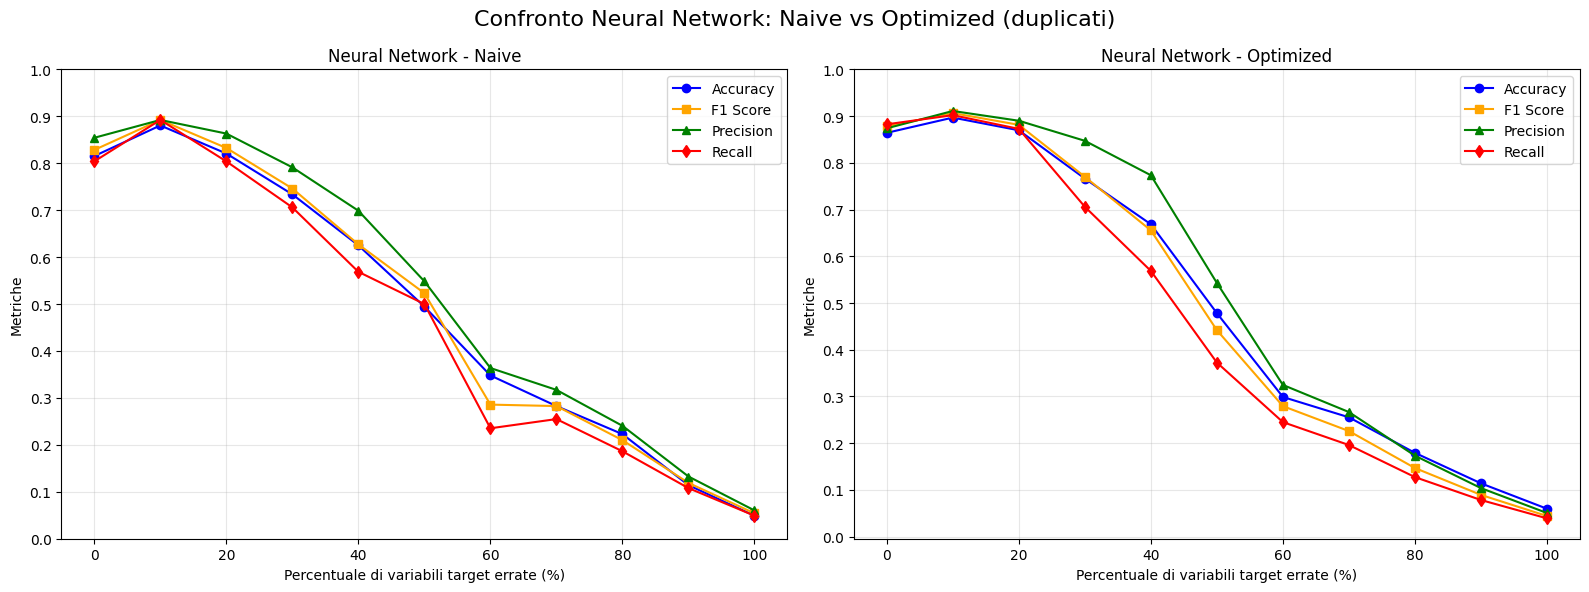 Confronto Neural Network: Naive vs Optimized (duplicati)
Neural Network - Naive
Metriche
1.0
0.9
0.8
0.7
0.6
0.5
0.4
0.3
0.2
0.1
0.0
0 20 40 60 80 100
Percentuale di variabili target errate (%)
Accuracy
F1 Score
Precision
Recall
Neural Network - Optimized
Metriche
1.0
0.9
0.8
0.7
0.6
0.5
0.4
0.3
0.2
0.1
0.0
0 20 40 60 80 100
Percentuale di variabili target errate (%)
Accuracy
F1 Score
Precision
Recall